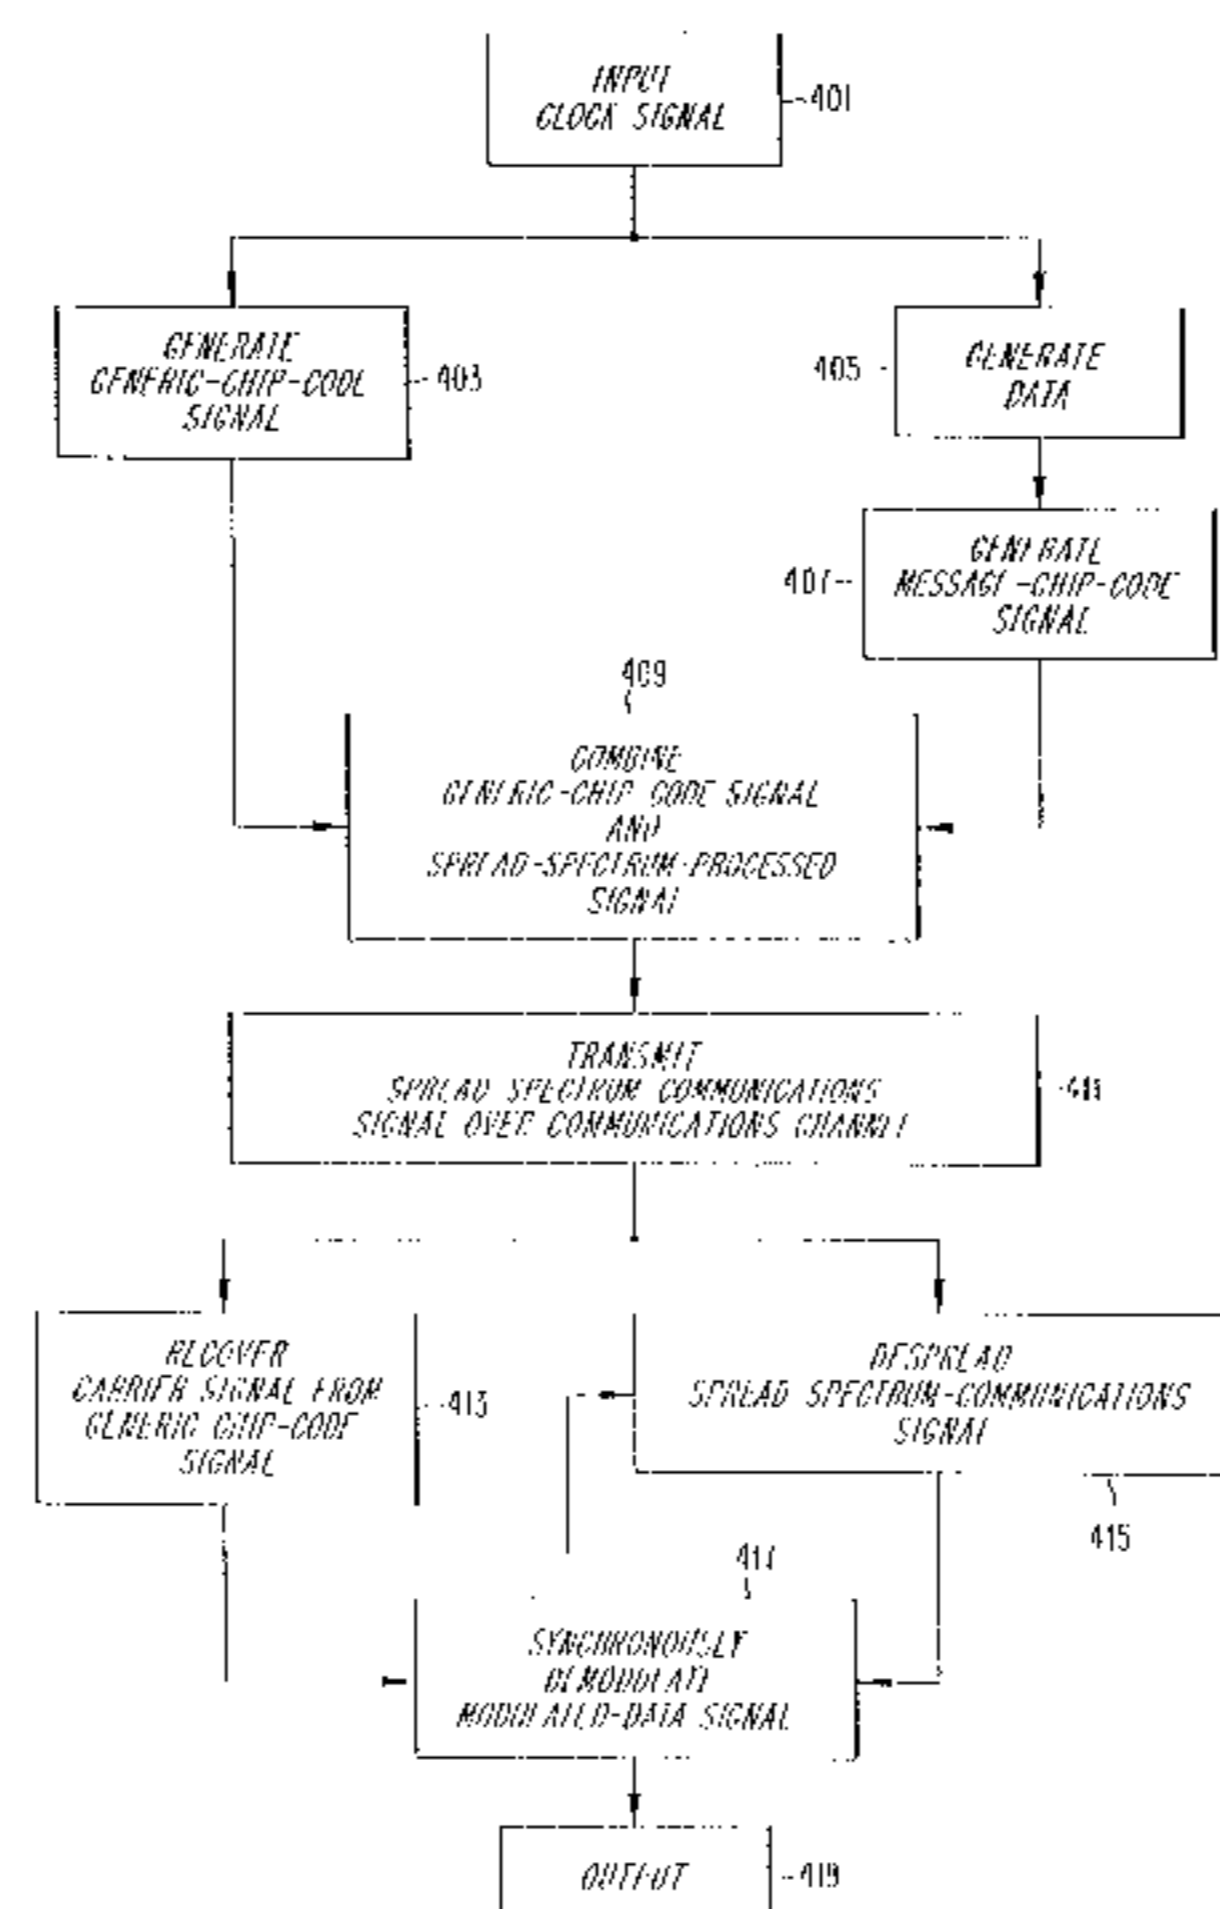 INPUT
CLOCK SIGNAL
401
GENERATE
GENERIC-CHIP-CODE
SIGNAL
403
405
GENERATE
DATA
407
GENERATE
MESSAGE-CHIP-CODE
SIGNAL
409
COMBINE
GENERIC-CHIP CODE SIGNAL
AND
SPREAD-SPECTRUM-PROCESSED
SIGNAL
TRANSMIT
SPREAD SPECTRUM COMMUNICATIONS
SIGNAL OVER COMMUNICATIONS CHANNEL
411
RECOVER
CARRIER SIGNAL FROM
GENERIC CHIP-CODE
SIGNAL
413
DESPREAD
SPREAD SPECTRUM-COMMUNICATIONS
SIGNAL
415
417
SYNCHRONOUSLY
DEMODULATE
MODULATED-DATA SIGNAL
OUTPUT
419